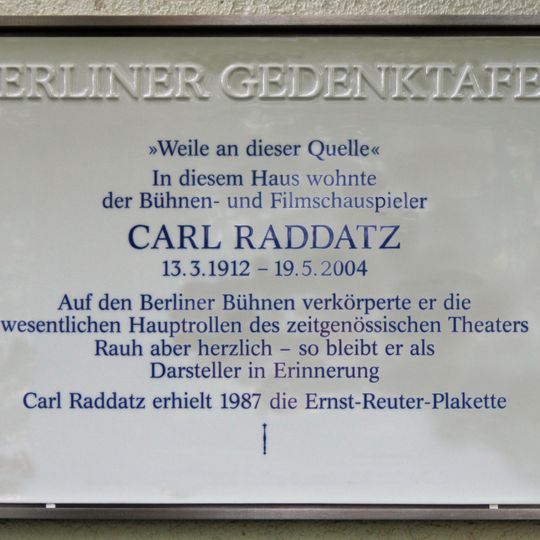 ERLINER GEDENKTAFE
»Weile an dieser Quelle«
In diesem Haus wohnte
der Bühnen- und Filmschauspieler
CARL RADDATZ
13.3.1912 – 19.5.2004
Auf den Berliner Bühnen verkörperte er die
wesentlichen Hauptrollen des zeitgenössischen Theaters
Rauh aber herzlich – so bleibt er als
Darsteller in Erinnerung
Carl Raddatz erhielt 1987 die Ernst-Reuter-Plakette